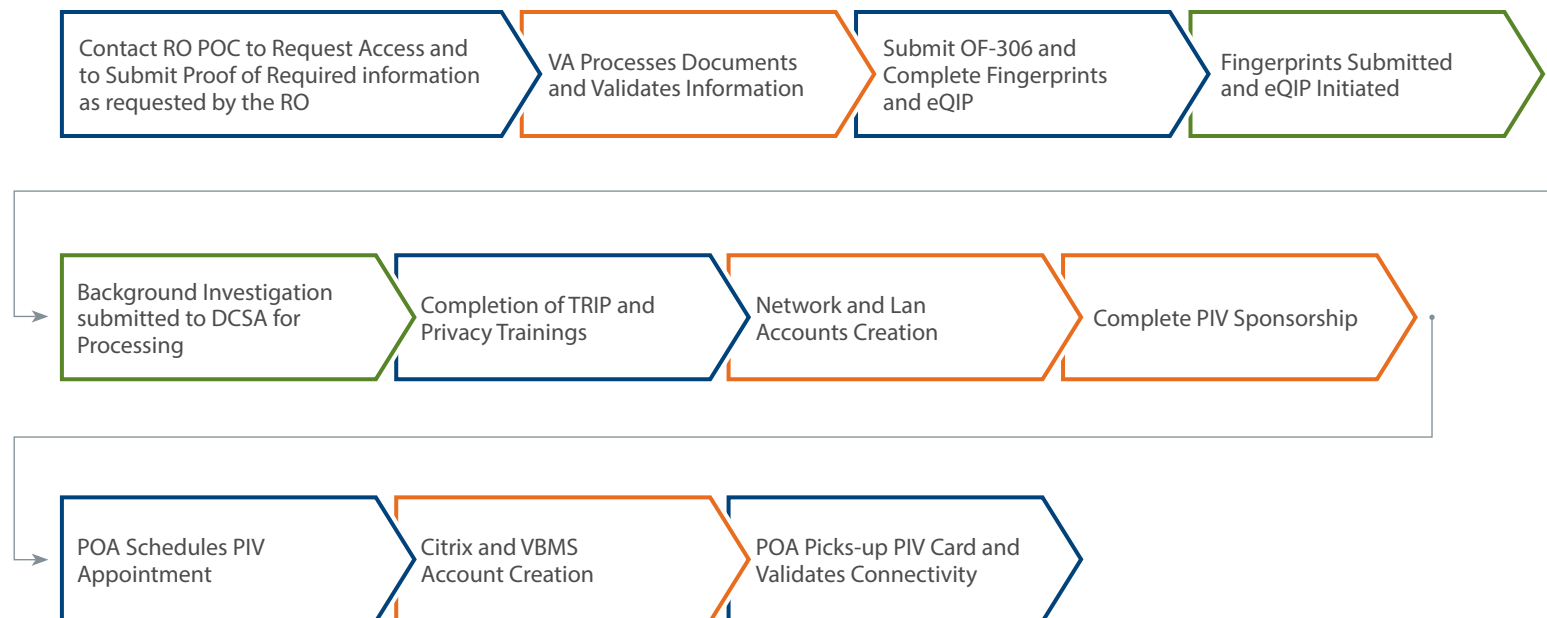 Contact RO POC to Request Access and
to Submit Proof of Required information
as requested by the RO
VA Processes Documents
and Validates Information
Submit OF-306 and
Complete Fingerprints
and eQIP
Fingerprints Submitted
and eQIP Initiated
Background Investigation
submitted to DCSA for
Processing
Completion of TRIP and
Privacy Trainings
Network and Lan
Accounts Creation
Complete PIV Sponsorship
POA Schedules PIV
Appointment
Citrix and VBMS
Account Creation
POA Picks-up PIV Card and
Validates Connectivity